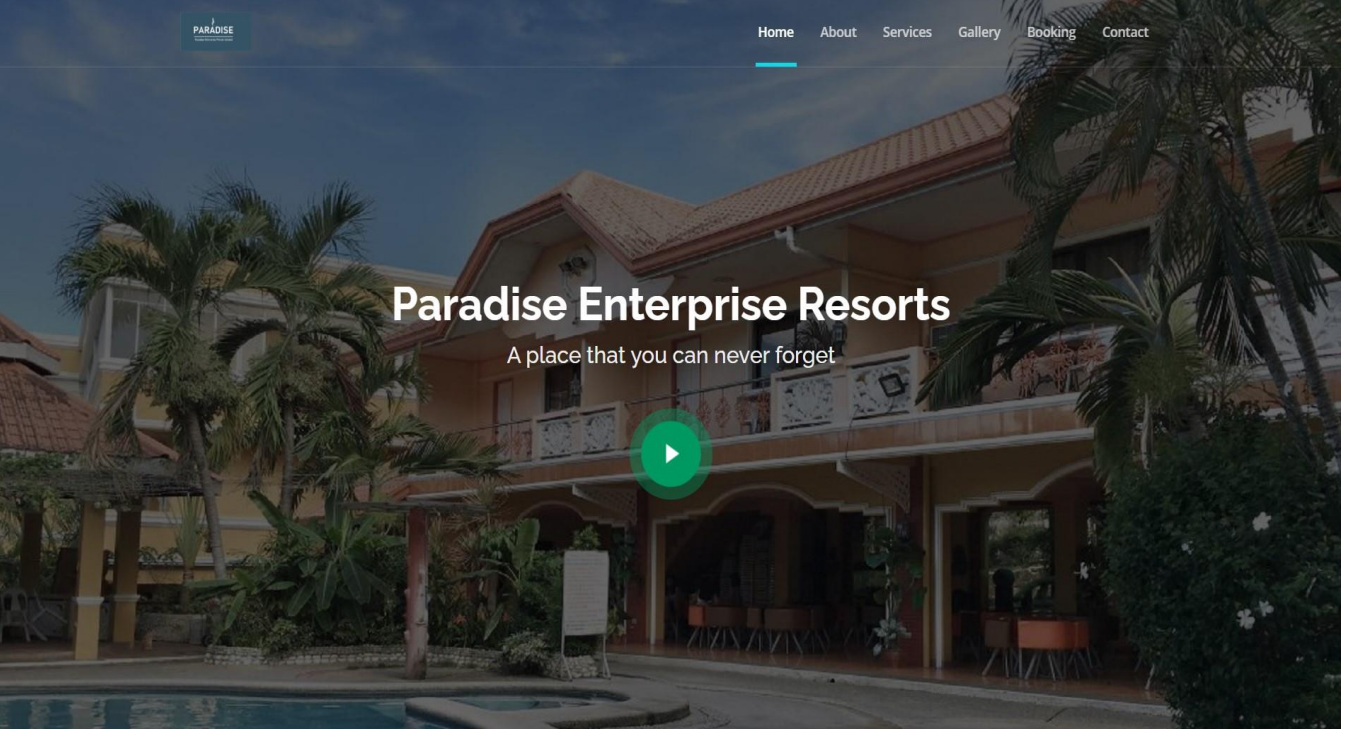 PARADISE
Home
About
Services
Gallery
Booking
Contact
Paradise Enterprise Resorts
A place that you can never forget